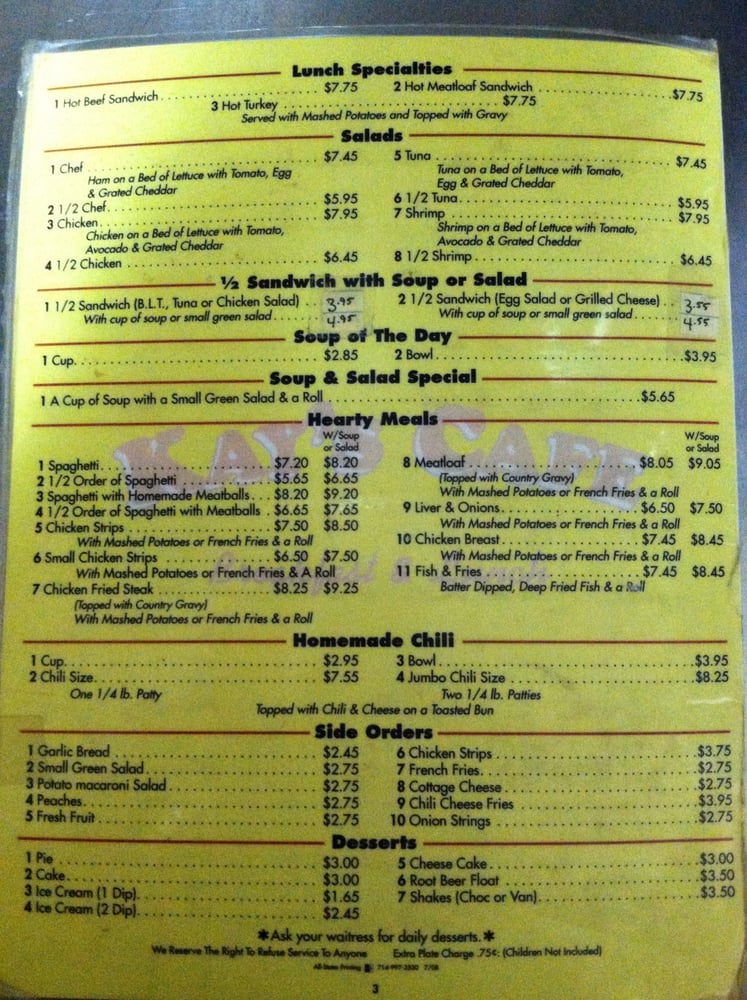 Lunch Specialties
1 Hot Beef Sandwich . . . $7.75
2 Hot Meatloaf Sandwich . . . $7.75
3 Hot Turkey . . . $7.75
Served with Mashed Potatoes and Topped with Gravy
Salads
1 Chef . . . $7.45
Ham on a Bed of Lettuce with Tomato, Egg
& Grated Cheddar
2 1/2 Chef. . . $5.95
3 Chicken. . . $7.95
Chicken on a Bed of Lettuce with Tomato,
Avocado & Grated Cheddar
4 1/2 Chicken . . . $6.45
5 Tuna . . . $7.45
Tuna on a Bed of Lettuce with Tomato,
Egg & Grated Cheddar
6 1/2 Tuna. . . $5.95
7 Shrimp . . . $7.95
Shrimp on a Bed of Lettuce with Tomato,
Avocado & Grated Cheddar
8 1/2 Shrimp. . . $6.45
½ Sandwich with Soup or Salad
1 1/2 Sandwich (B.L.T., Tuna or Chicken Salad) . . 3.95
With cup of soup or small green salad . . . 4.95
2 1/2 Sandwich (Egg Salad or Grilled Cheese) . . 3.55
With cup of soup or small green salad . . . 4.55
Soup of The Day
1 Cup. . . $2.85
2 Bowl. . . $3.95
Soup & Salad Special
1 A Cup of Soup with a Small Green Salad & a Roll . . . $5.65
Kay's Cafe
Hearty Meals
W/Soup
or Salad
1 Spaghetti. . . $7.20 $8.20
2 1/2 Order of Spaghetti . . . $5.65 $6.65
3 Spaghetti with Homemade Meatballs . . . $8.20 $9.20
4 1/2 Order of Spaghetti with Meatballs . $6.65 $7.65
5 Chicken Strips . . . $7.50 $8.50
With Mashed Potatoes or French Fries & a Roll
6 Small Chicken Strips . . . $6.50 $7.50
With Mashed Potatoes or French Fries & A Roll
7 Chicken Fried Steak . . . $8.25 $9.25
(Topped with Country Gravy)
With Mashed Potatoes or French Fries & a Roll
W/Soup
or Salad
8 Meatloaf. . . $8.05 $9.05
(Topped with Country Gravy)
With Mashed Potatoes or French Fries & a Roll
9 Liver & Onions. . . $6.50 $7.50
With Mashed Potatoes or French Fries & a Roll
10 Chicken Breast. . . $7.45 $8.45
With Mashed Potatoes or French Fries & a Roll
11 Fish & Fries . . . $7.45 $8.45
Batter Dipped, Deep Fried Fish & a Roll
Homemade Chili
1 Cup. . . $2.95
2 Chili Size. . . $7.55
One 1/4 lb. Patty
3 Bowl. . . $3.95
4 Jumbo Chili Size . . . $8.25
Two 1/4 lb. Patties
Topped with Chili & Cheese on a Toasted Bun
Side Orders
1 Garlic Bread . . . $2.45
2 Small Green Salad. . . $2.75
3 Potato macaroni Salad . . . $2.75
4 Peaches. . . $2.75
5 Fresh Fruit . . . $2.75
6 Chicken Strips . . . $3.75
7 French Fries. . . $2.75
8 Cottage Cheese . . . $2.75
9 Chili Cheese Fries . . . $3.95
10 Onion Strings . . . $2.75
Desserts
1 Pie . . . $3.00
2 Cake. . . $3.00
3 Ice Cream (1 Dip). . . $1.65
4 Ice Cream (2 Dip). . . $2.45
5 Cheese Cake. . . $3.00
6 Root Beer Float . . . $3.50
7 Shakes (Choc or Van). . . $3.50
*Ask your waitress for daily desserts.*
We Reserve The Right To Refuse Service To Anyone Extra Plate Charge .75¢: (Children Not Included)
All States Printing 714-997-2530 7/08
3